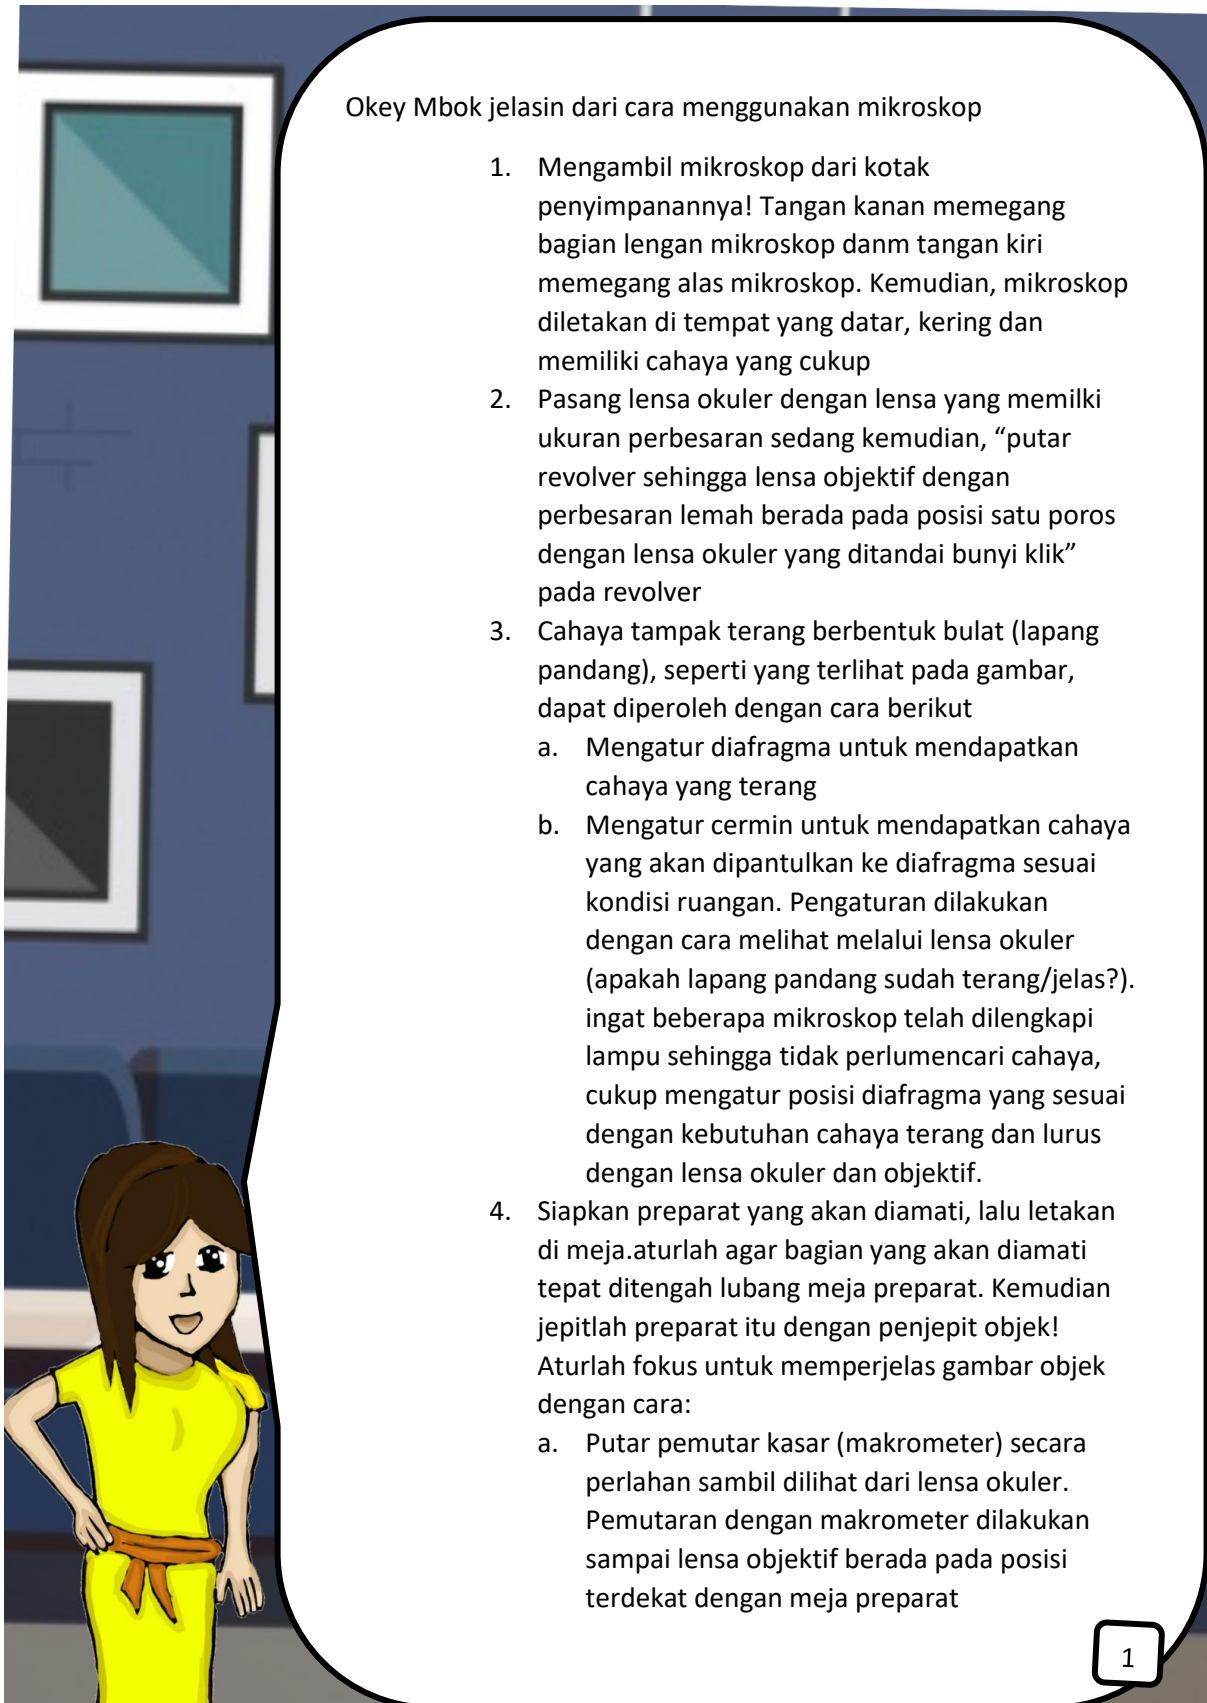 Okey Mbok jelasin dari cara menggunakan mikroskop
1. Mengambil mikroskop dari kotak
penyimpanannya! Tangan kanan memegang
bagian lengan mikroskop danm tangan kiri
memegang alas mikroskop. Kemudian, mikroskop
diletakan di tempat yang datar, kering dan
memiliki cahaya yang cukup
2. Pasang lensa okuler dengan lensa yang memilki
ukuran perbesaran sedang kemudian, “putar
revolver sehingga lensa objektif dengan
perbesaran lemah berada pada posisi satu poros
dengan lensa okuler yang ditandai bunyi klik”
pada revolver
3. Cahaya tampak terang berbentuk bulat (lapang
pandang), seperti yang terlihat pada gambar,
dapat diperoleh dengan cara berikut
a. Mengatur diafragma untuk mendapatkan
cahaya yang terang
b. Mengatur cermin untuk mendapatkan cahaya
yang akan dipantulkan ke diafragma sesuai
kondisi ruangan. Pengaturan dilakukan
dengan cara melihat melalui lensa okuler
(apakah lapang pandang sudah terang/jelas?).
ingat beberapa mikroskop telah dilengkapi
lampu sehingga tidak perlumencari cahaya,
cukup mengatur posisi diafragma yang sesuai
dengan kebutuhan cahaya terang dan lurus
dengan lensa okuler dan objektif.
4. Siapkan preparat yang akan diamati, lalu letakan
di meja.aturlah agar bagian yang akan diamati
tepat ditengah lubang meja preparat. Kemudian
jepitlah preparat itu dengan penjepit objek!
Aturlah fokus untuk memperjelas gambar objek
dengan cara:
a. Putar pemutar kasar (makrometer) secara
perlahan sambil dilihat dari lensa okuler.
Pemutaran dengan makrometer dilakukan
sampai lensa objektif berada pada posisi
terdekat dengan meja preparat
1